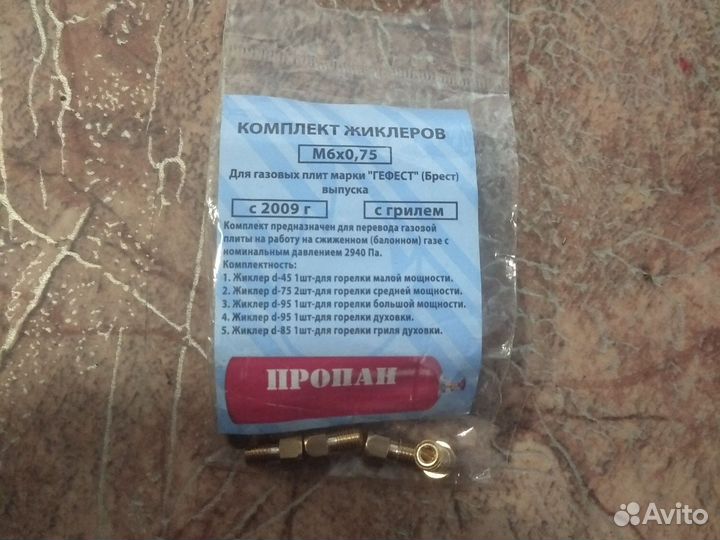 КОМПЛЕКТ ЖИКЛЕРОВ
М6х0,75
Для газовых плит марки "ГЕФЕСТ" (Брест)
выпуска
с 2009 г с грилем
Комплект предназначен для перевода газовой
плиты на работу на сжиженном (балонном) газе с
номинальным давлением 2940 Па.
Комплектность:
1. Жиклер d-45 1шт-для горелки малой мощности.
2. Жиклер d-75 2шт-для горелки средней мощности.
3. Жиклер d-95 1шт-для горелки большой мощности.
4. Жиклер d-95 1шт-для горелки духовки.
5. Жиклер d-85 1шт-для горелки гриля духовки.
ПРОПАН
Avito